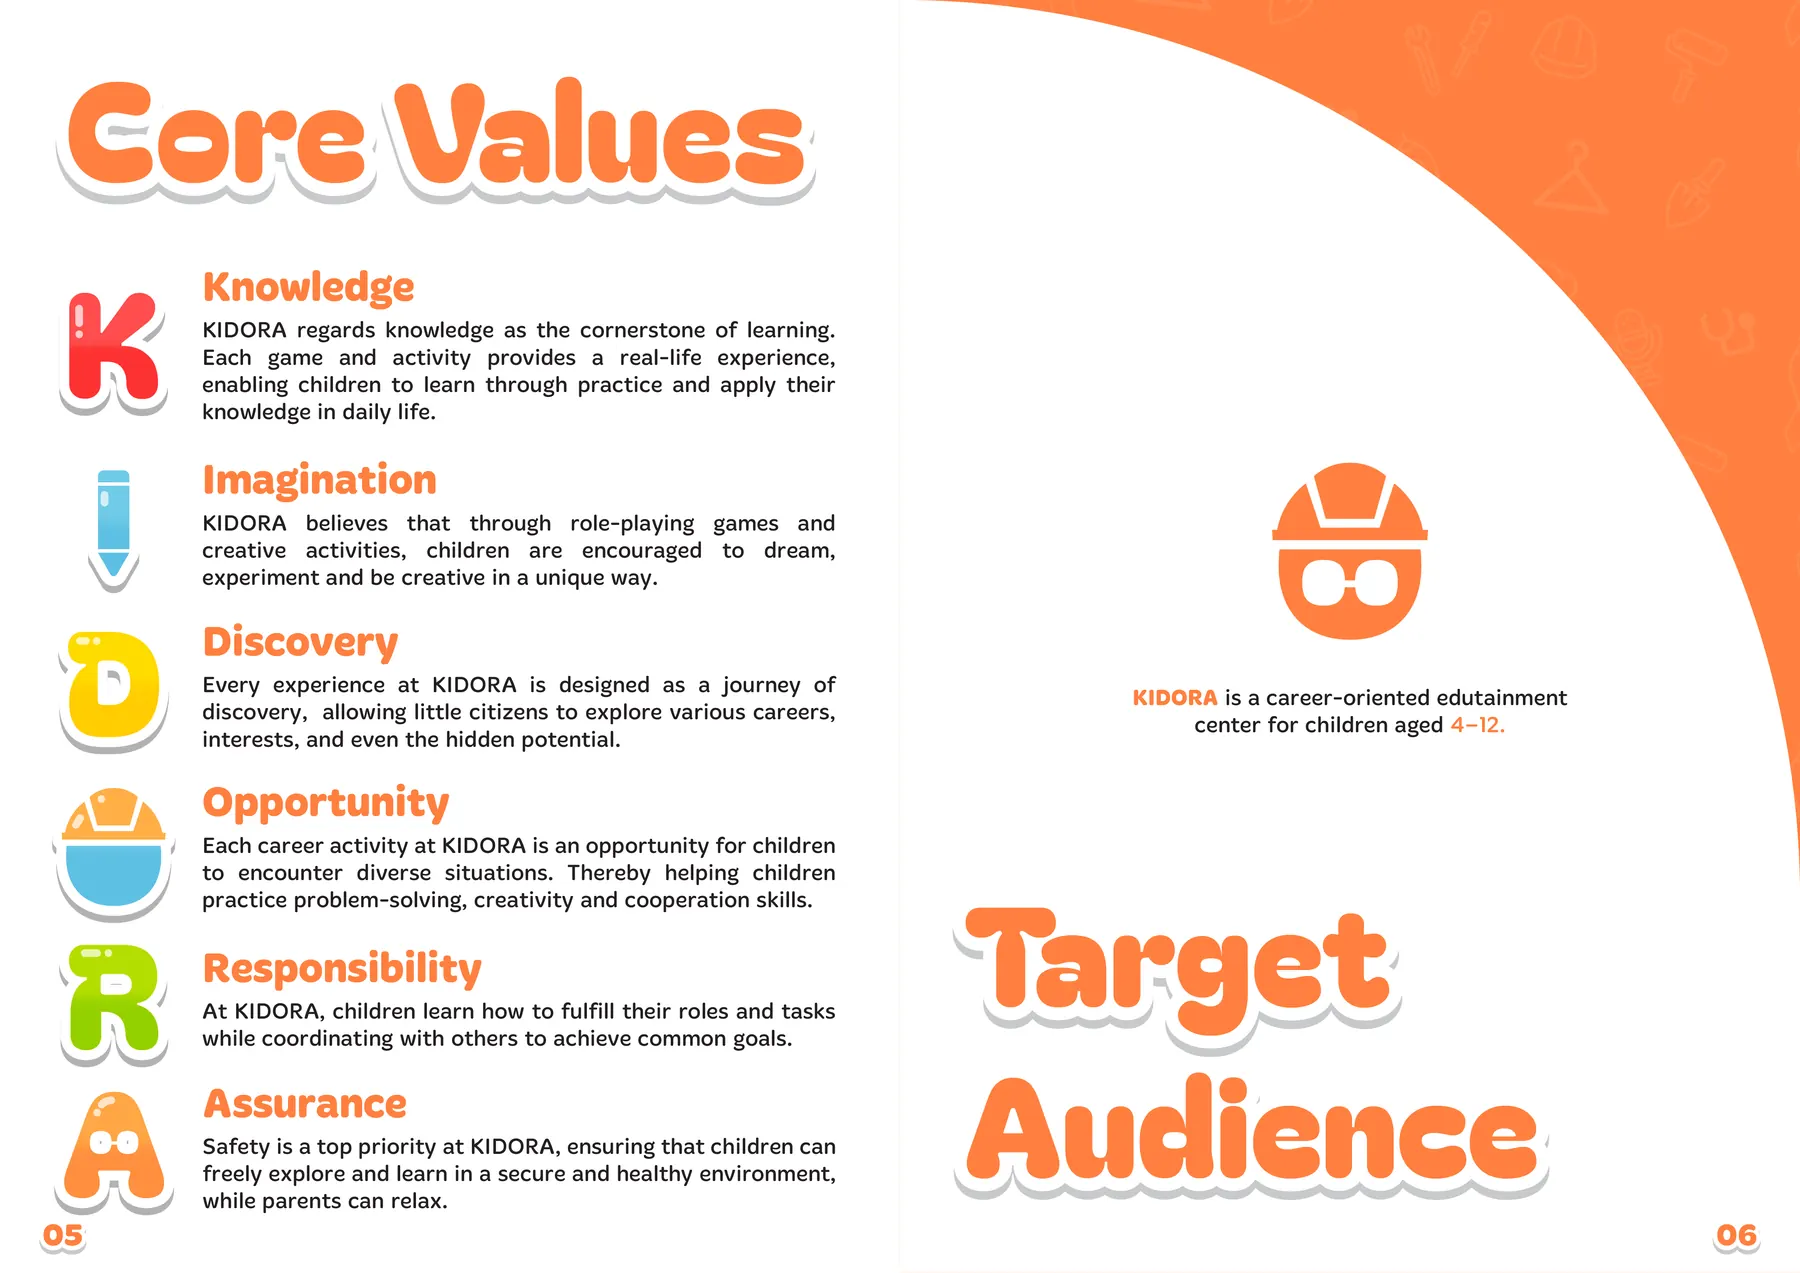 Core Values
K
Knowledge
KIDORA regards knowledge as the cornerstone of learning.
Each game and activity provides a real-life experience,
enabling children to learn through practice and apply their
knowledge in daily life.
I
Imagination
KIDORA believes that through role-playing games and
creative activities, children are encouraged to dream,
experiment and be creative in a unique way.
D
Discovery
Every experience at KIDORA is designed as a journey of
discovery, allowing little citizens to explore various careers,
interests, and even the hidden potential.
O
Opportunity
Each career activity at KIDORA is an opportunity for children
to encounter diverse situations. Thereby helping children
practice problem-solving, creativity and cooperation skills.
R
Responsibility
At KIDORA, children learn how to fulfill their roles and tasks
while coordinating with others to achieve common goals.
A
Assurance
Safety is a top priority at KIDORA, ensuring that children can
freely explore and learn in a secure and healthy environment,
while parents can relax.
05
KIDORA is a career-oriented edutainment
center for children aged 4–12.
Target
Audience
06